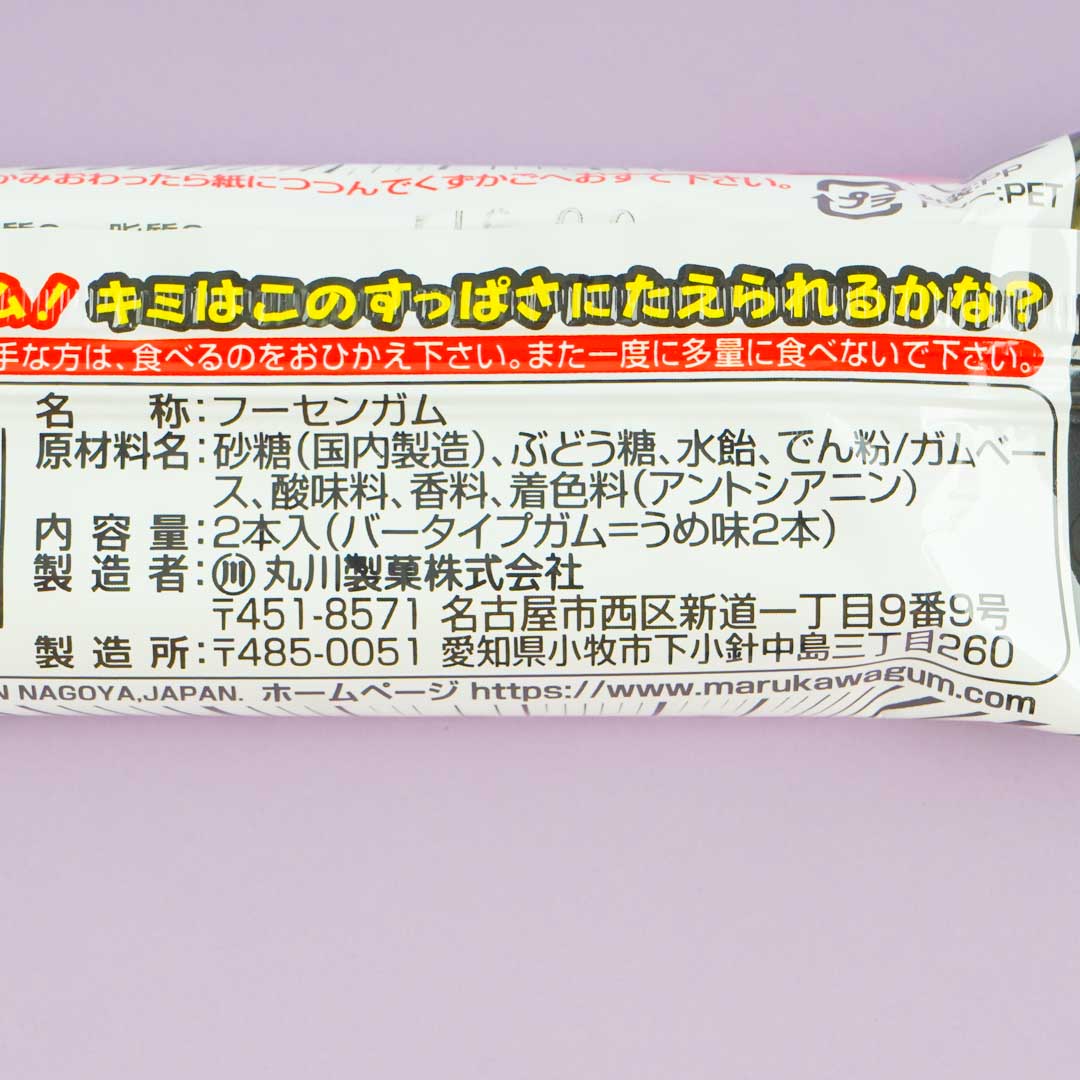 かみおわったら紙につつんでくずかごへおすて下さい。
プラ
:PP
:PET
ム! キミはこのすっぱさにたえられるかな?
手な方は、食べるのをおひかえ下さい。また一度に多量に食べないで下さい。
名称:フーセンガム
原材料名:砂糖(国内製造)、ぶどう糖、水飴、でん粉/ガムベー
ス、酸味料、香料、着色料(アントシアニン)
内容量:2本入(バータイプガム=うめ味2本)
製造者:川 丸川製菓株式会社
〒451-8571 名古屋市西区新道一丁目9番9号
製造所:〒485-0051 愛知県小牧市下小針中島三丁目260
N NAGOYA,JAPAN. ホームページ https://www.marukawagum.com